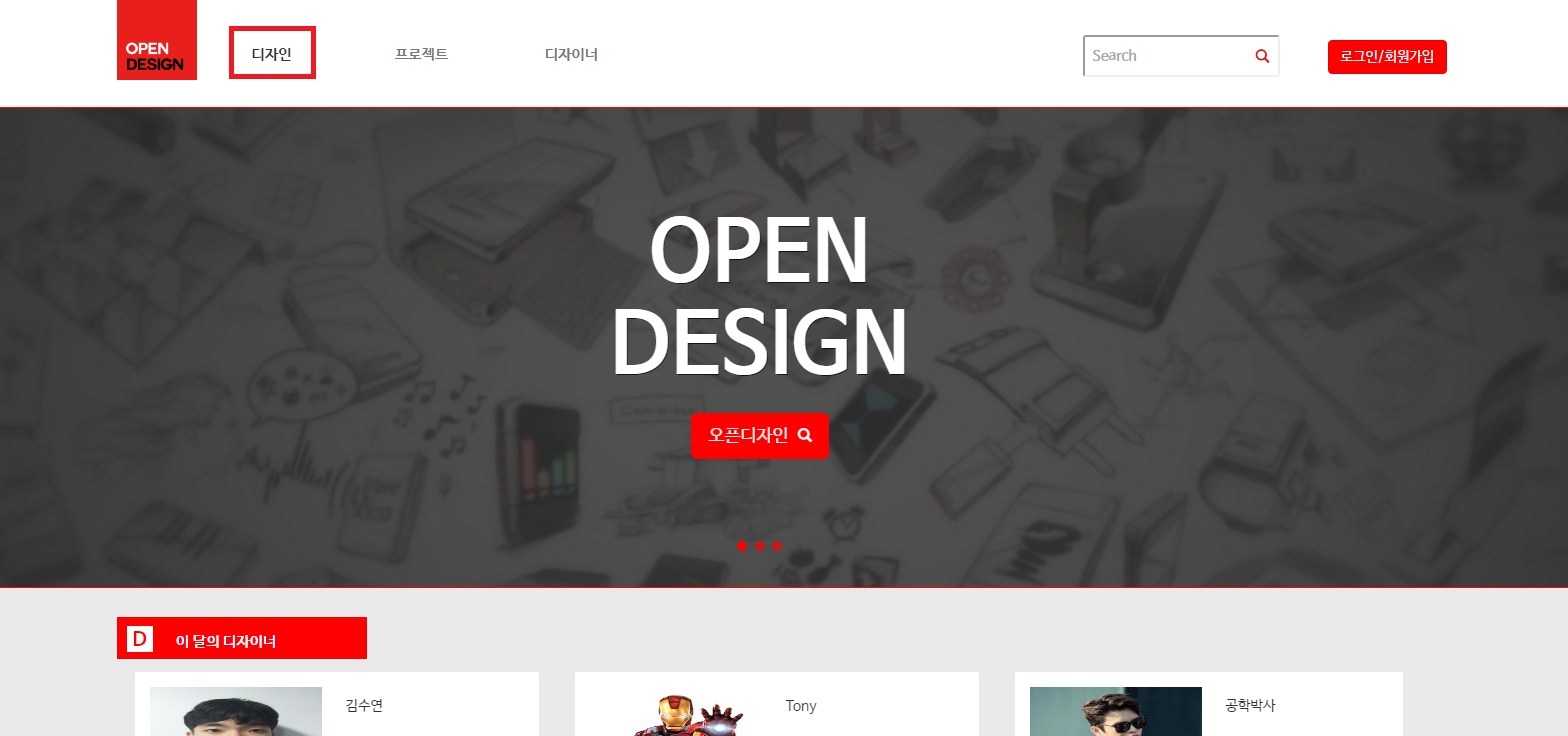 OPEN
DESIGN
디자인
프로젝트
디자이너
Search
로그인/회원가입
OPEN
DESIGN
오픈디자인
D
이 달의 디자이너
김수연
Tony
공학박사